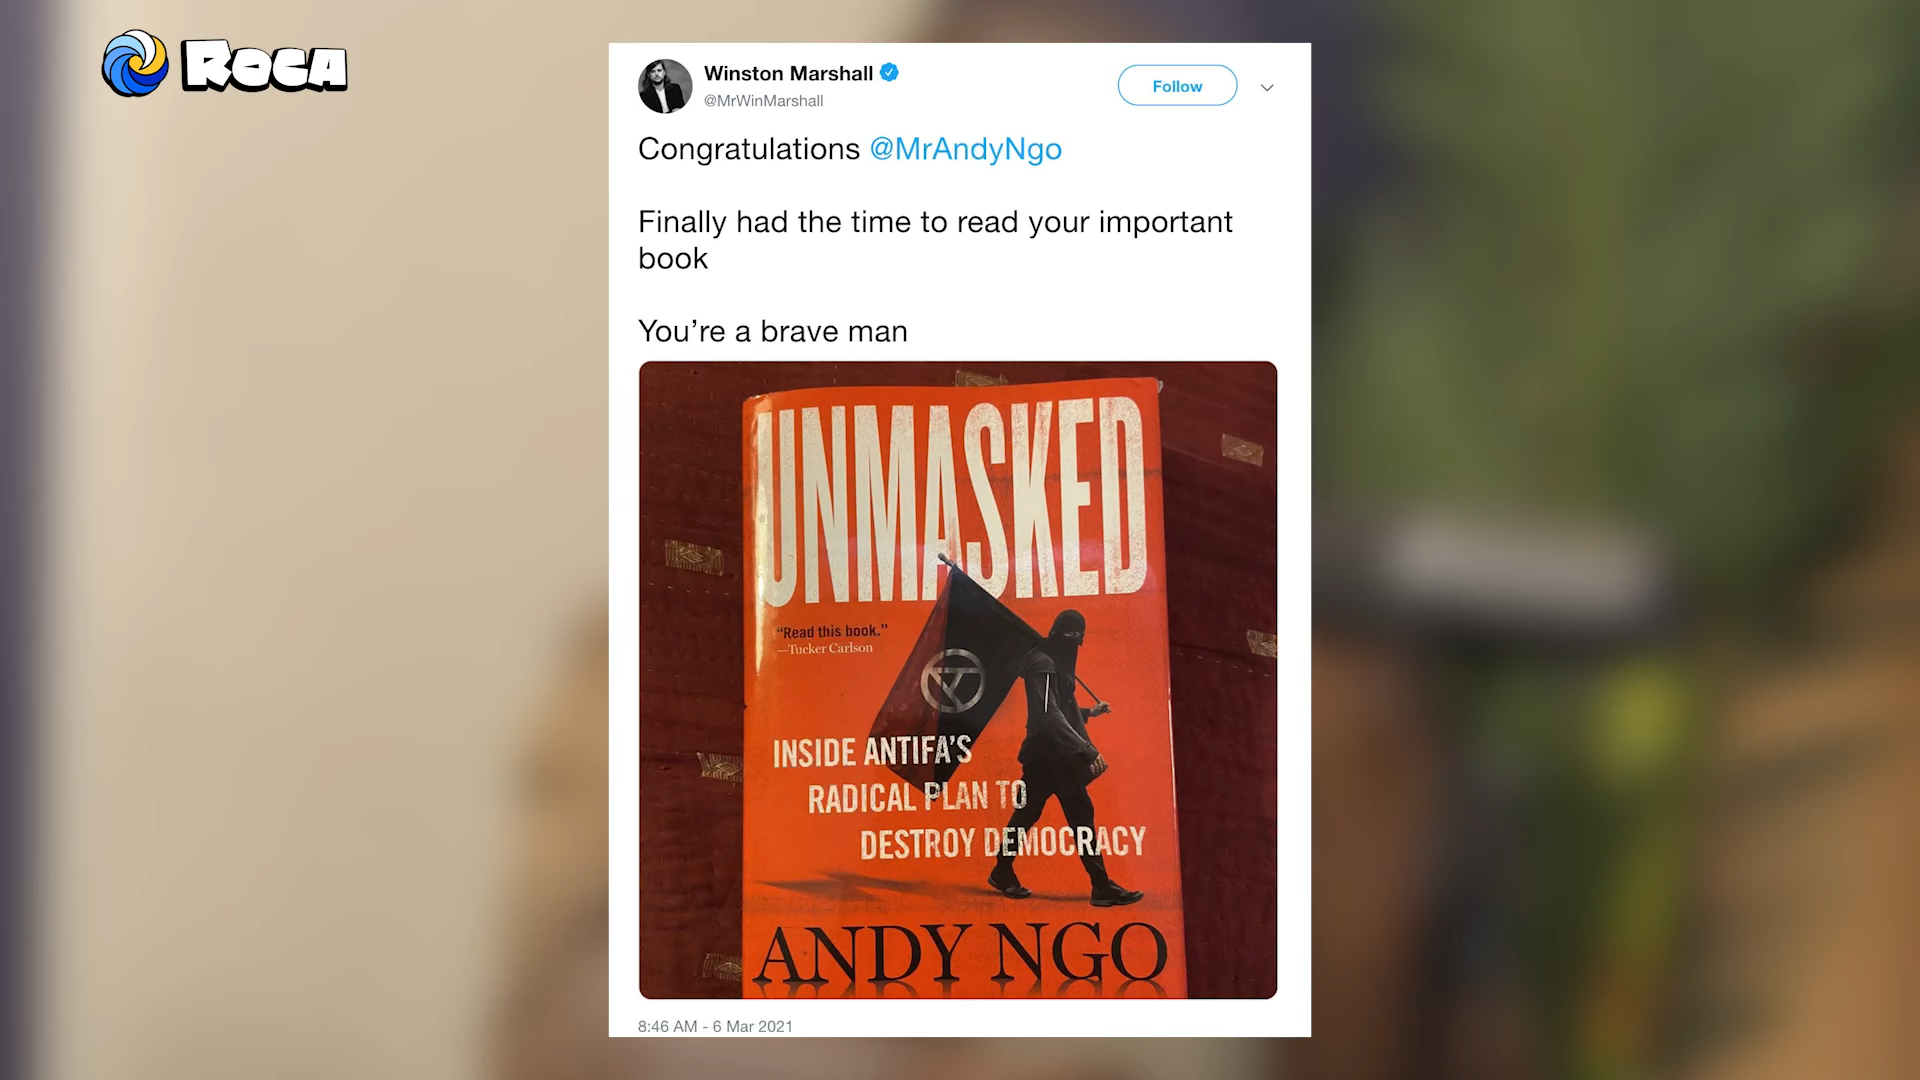 ROCA
Winston Marshall
@MrWinMarshall
Follow
Congratulations @MrAndyNgo
Finally had the time to read your important
book
You’re a brave man
UNMASKED
“Read this book.”
—Tucker Carlson
INSIDE ANTIFA’S
RADICAL PLAN TO
DESTROY DEMOCRACY
ANDY NGO
8:46 AM - 6 Mar 2021